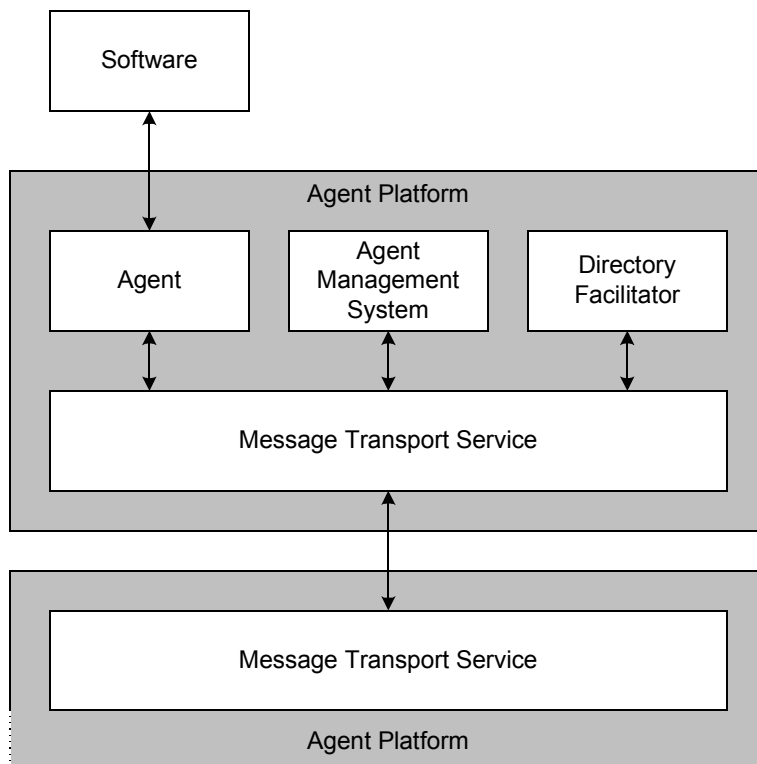 Software
Agent Platform
Agent
Agent
Management
System
Directory
Facilitator
Message Transport Service
Message Transport Service
Agent Platform